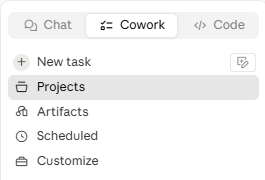 Chat Cowork Code
New task
Projects
Artifacts
Scheduled
Customize